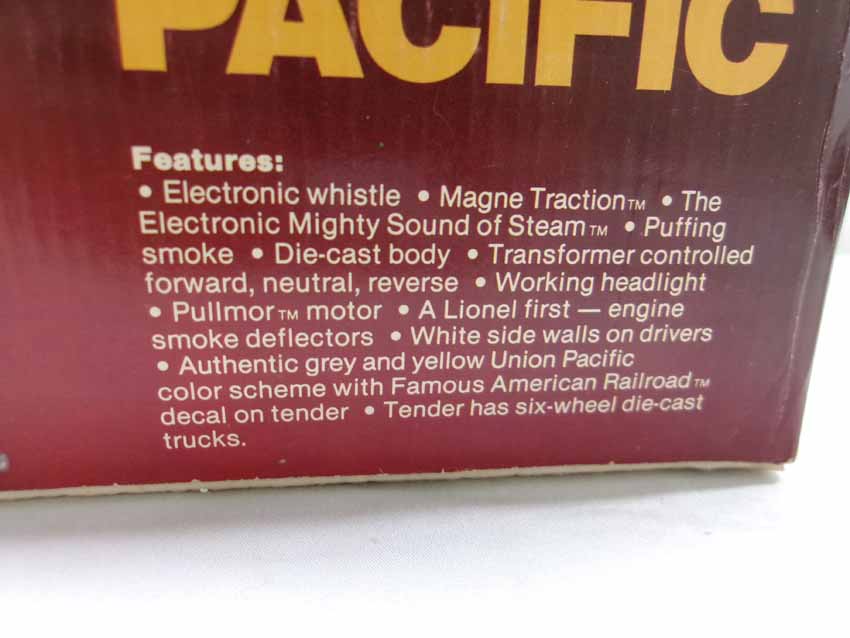 PACIFIC
Features:
• Electronic whistle • Magne Traction™ • The
Electronic Mighty Sound of Steam™ • Puffing
smoke • Die-cast body • Transformer controlled
forward, neutral, reverse • Working headlight
• Pullmor™ motor • A Lionel first — engine
smoke deflectors • White side walls on drivers
• Authentic grey and yellow Union Pacific
color scheme with Famous American Railroad™
decal on tender • Tender has six-wheel die-cast
trucks.